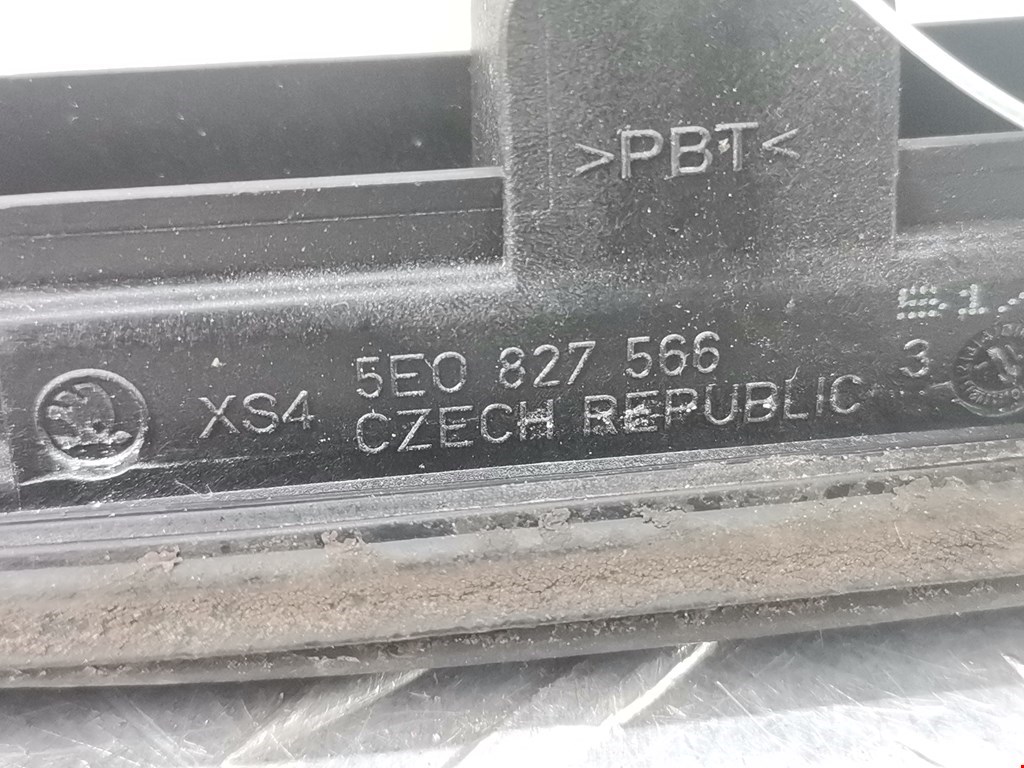 >PBT<
5E0 827 566
XS4 CZECH REPUBLIC
3